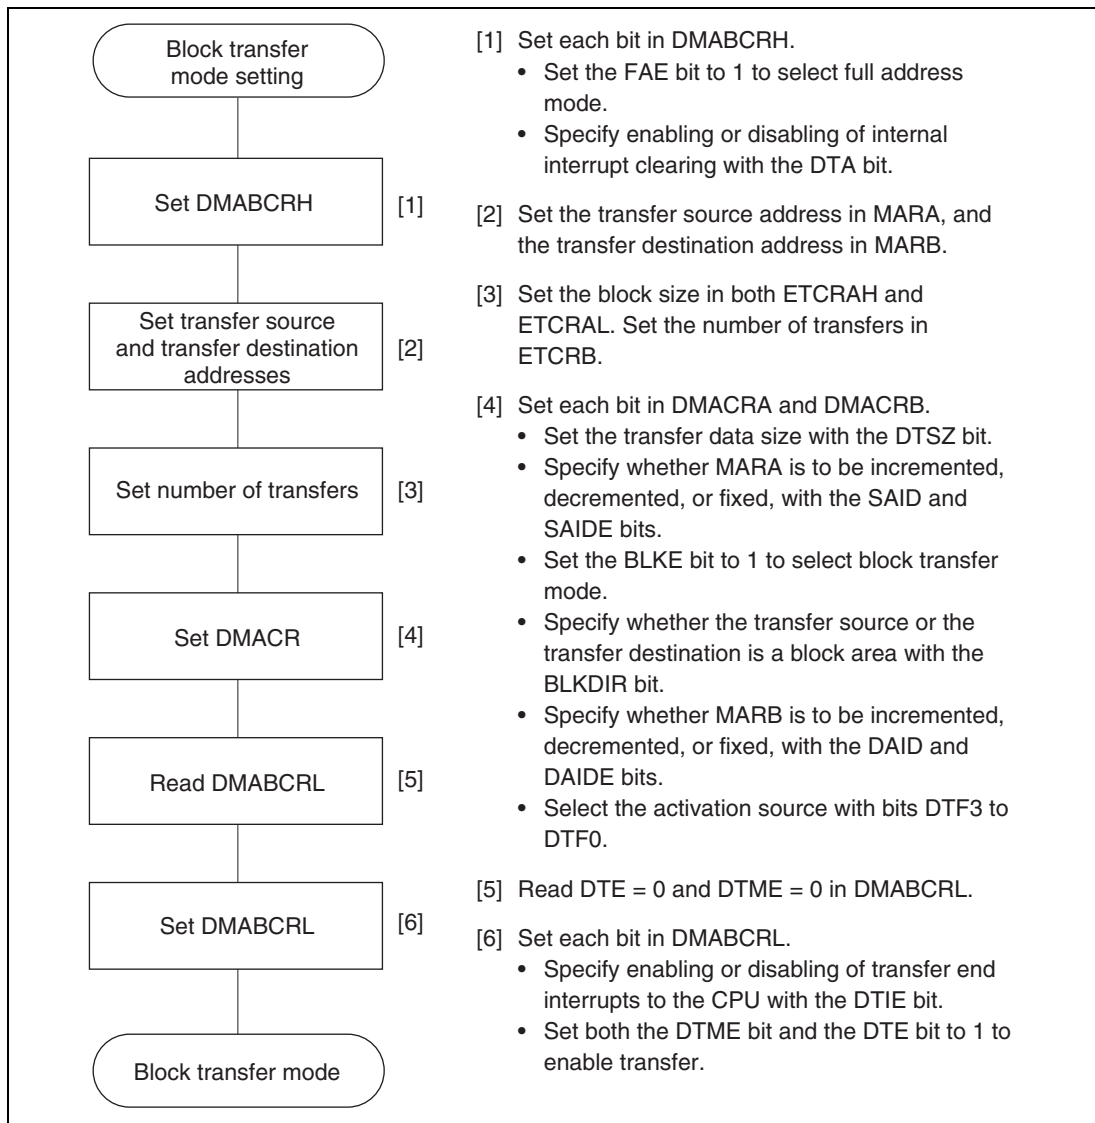 Block transfer
mode setting
Set DMABCRH
[1]
Set transfer source
and transfer destination
addresses
[2]
Set number of transfers
[3]
Set DMACR
[4]
Read DMABCRL
[5]
Set DMABCRL
[6]
Block transfer mode
[1] Set each bit in DMABCRH.
• Set the FAE bit to 1 to select full address
mode.
• Specify enabling or disabling of internal
interrupt clearing with the DTA bit.
[2] Set the transfer source address in MARA, and
the transfer destination address in MARB.
[3] Set the block size in both ETCRAH and
ETCRAL. Set the number of transfers in
ETCRB.
[4] Set each bit in DMACRA and DMACRB.
• Set the transfer data size with the DTSZ bit.
• Specify whether MARA is to be incremented,
decremented, or fixed, with the SAID and
SAIDE bits.
• Set the BLKE bit to 1 to select block transfer
mode.
• Specify whether the transfer source or the
transfer destination is a block area with the
BLKDIR bit.
• Specify whether MARB is to be incremented,
decremented, or fixed, with the DAID and
DAIDE bits.
• Select the activation source with bits DTF3 to
DTF0.
[5] Read DTE = 0 and DTME = 0 in DMABCRL.
[6] Set each bit in DMABCRL.
• Specify enabling or disabling of transfer end
interrupts to the CPU with the DTIE bit.
• Set both the DTME bit and the DTE bit to 1 to
enable transfer.